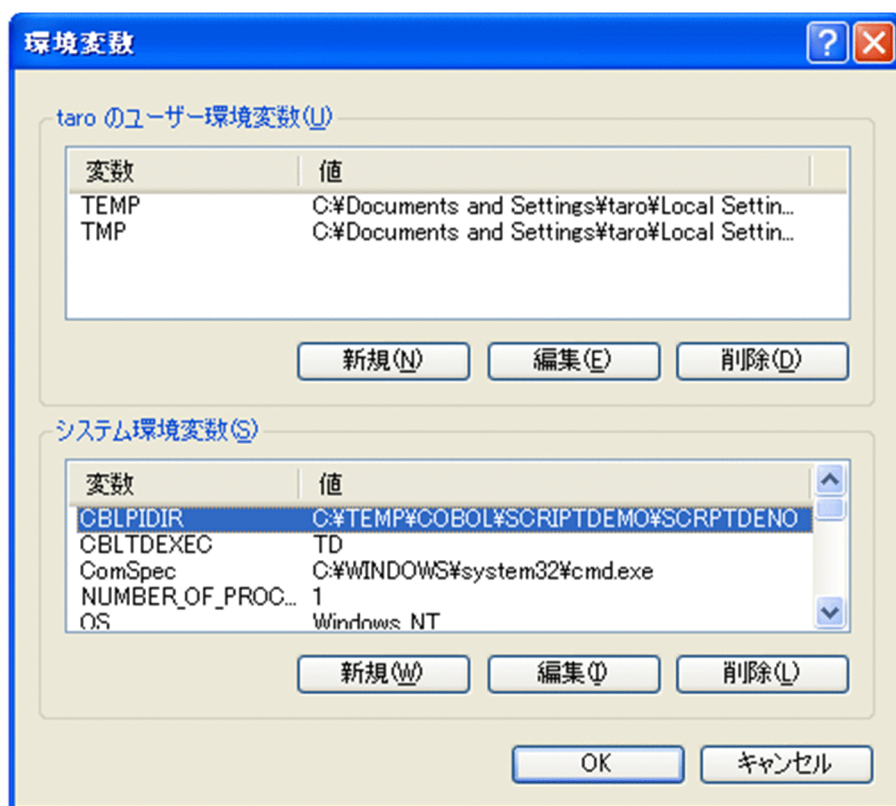 環境変数
taro のユーザー環境変数(U)
変数 値
TEMP C:¥Documents and Settings¥taro¥Local Settin...
TMP C:¥Documents and Settings¥taro¥Local Settin...
新規(N) 編集(E) 削除(D)
システム環境変数(S)
変数 値
CBLPIDIR C:¥TEMP¥COBOL¥SCRIPTDEMO¥SCRPTDENO
CBLTDEXEC TD
ComSpec C:¥WINDOWS¥system32¥cmd.exe
NUMBER_OF_PROC... 1
OS Windows NT
新規(W) 編集(I) 削除(L)
OK キャンセル